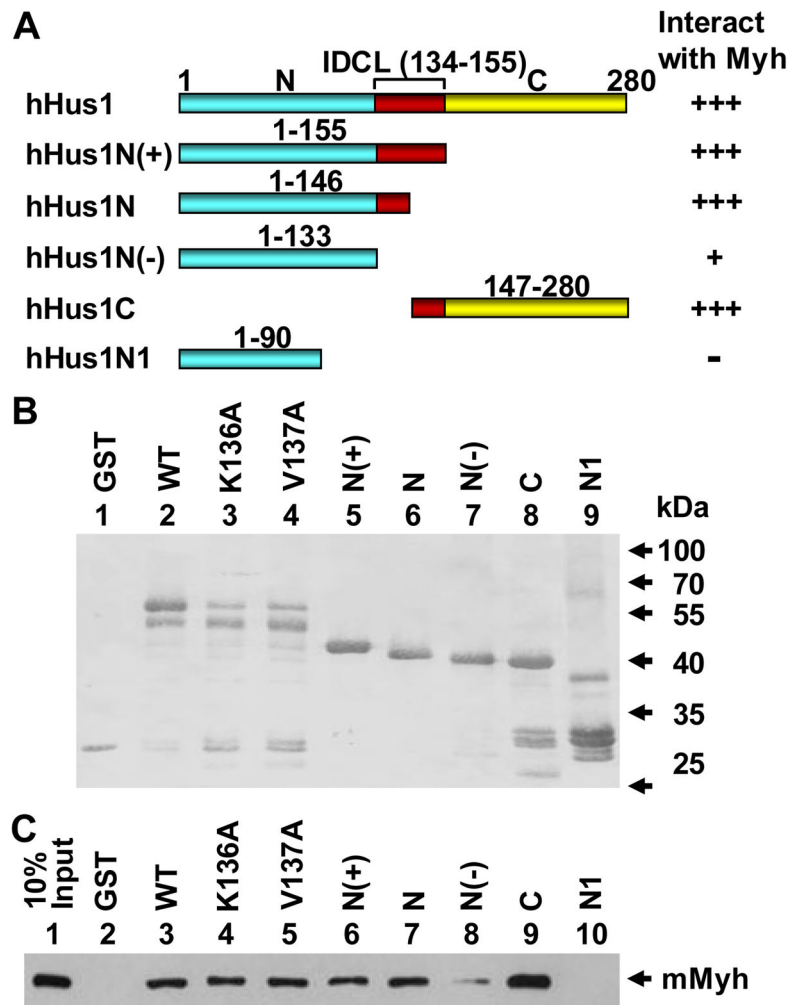 A
Interact
with Myh
IDCL (134-155)
1 N C 280
hHus1 +++
1-155
hHus1N(+) +++
1-146
hHus1N +++
1-133
hHus1N(-) +
147-280
hHus1C +++
1-90
hHus1N1 -
B
GST WT K136A V137A N(+) N N(-) C N1
1 2 3 4 5 6 7 8 9 kDa
100
70
55
40
35
25
C
10% Input GST WT K136A V137A N(+) N N(-) C N1
1 2 3 4 5 6 7 8 9 10
mMyh